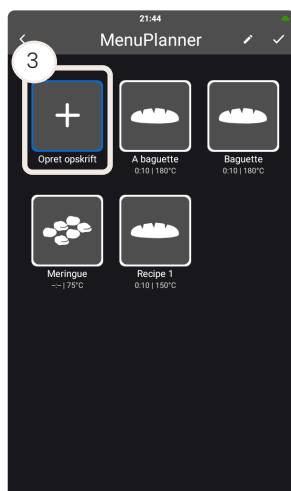 21:44
MenuPlanner
3
Opret opskrift
A baguette
0:10 | 180°C
Baguette
0:10 | 180°C
Meringue
--:-- | 75°C
Recipe 1
0:10 | 150°C